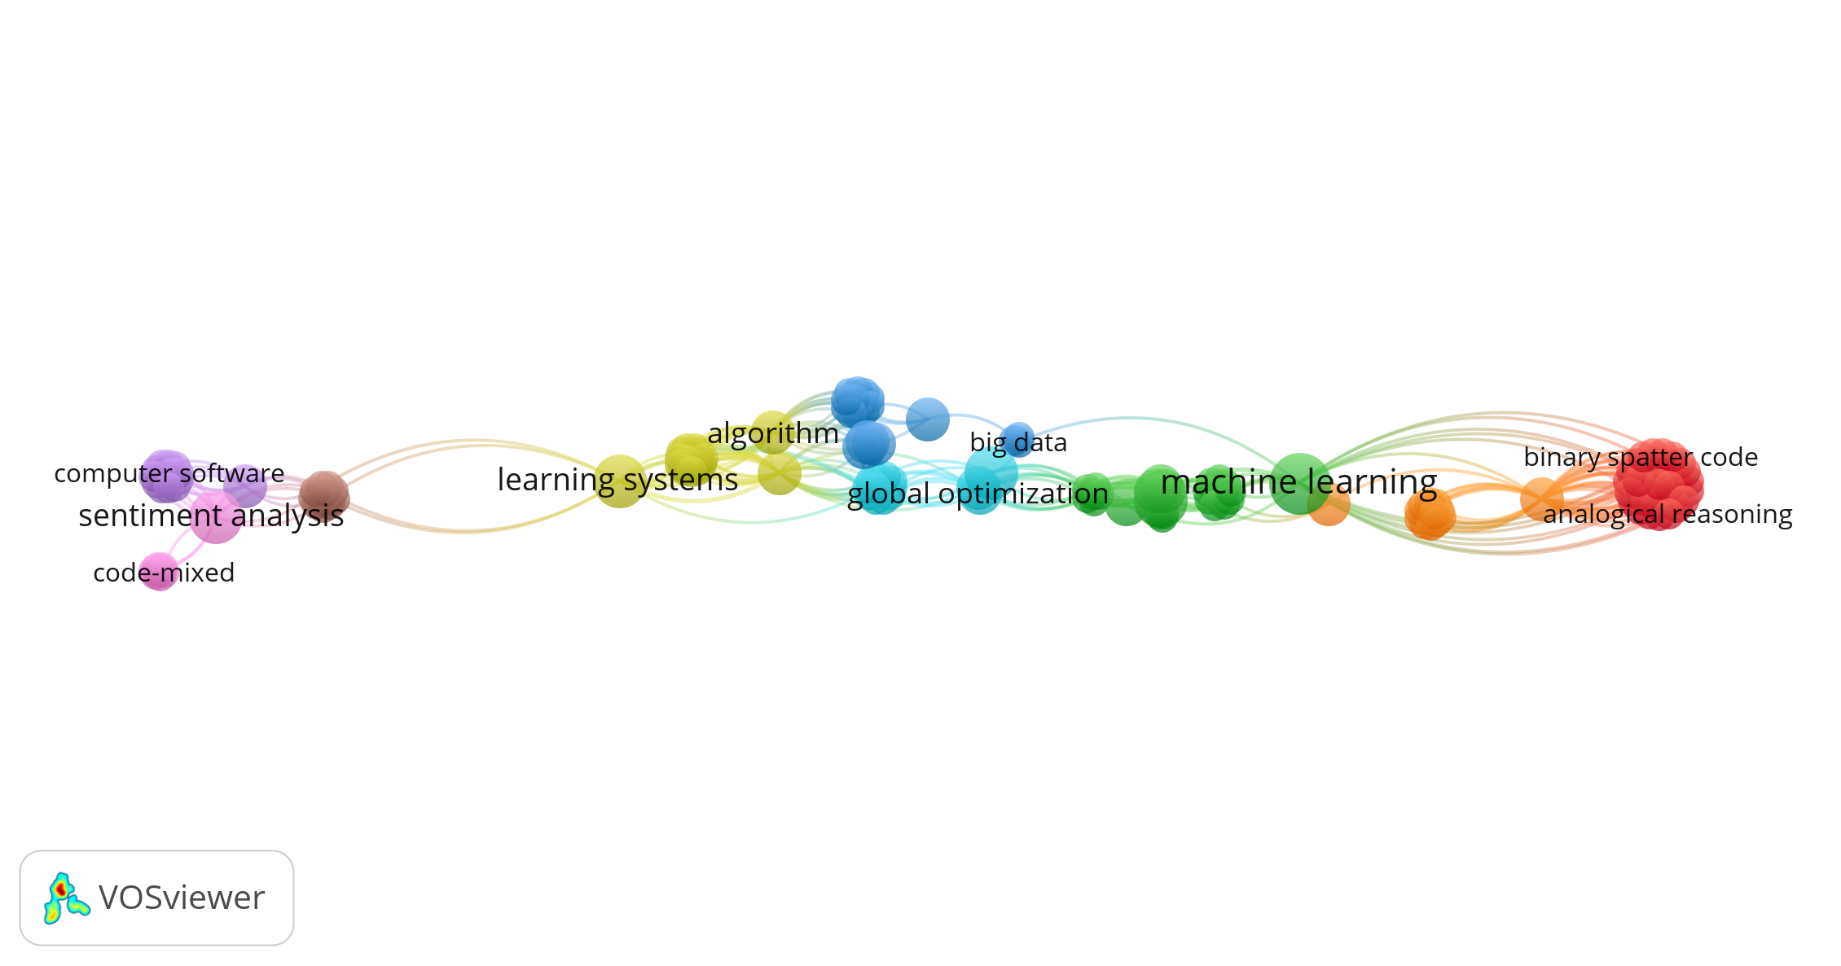 algorithm
big data
computer software
learning systems
machine learning
binary spatter code
global optimization
sentiment analysis
analogical reasoning
code-mixed
VOSviewer